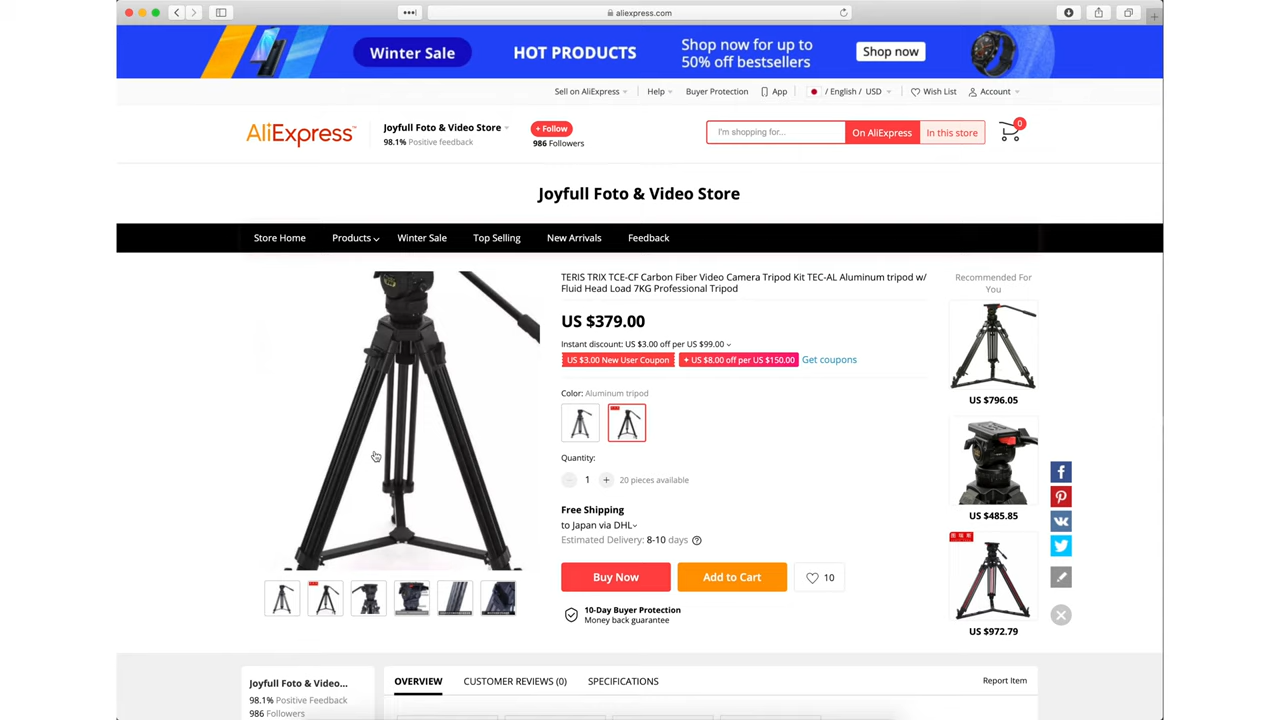 aliexpress.com
Winter Sale
HOT PRODUCTS
Shop now for up to
50% off bestsellers
Shop now
Sell on AliExpress
Help
Buyer Protection
App
/ English / USD
Wish List
Account
AliExpress
Joyfull Foto & Video Store
98.1% Positive feedback
+ Follow
986 Followers
I'm shopping for...
On AliExpress
In this store
0
Joyfull Foto & Video Store
Store Home
Products
Winter Sale
Top Selling
New Arrivals
Feedback
TERIS TRIX TCE-CF Carbon Fiber Video Camera Tripod Kit TEC-AL Aluminum tripod w/
Fluid Head Load 7KG Professional Tripod
US $379.00
Instant discount: US $3.00 off per US $99.00
US $3.00 New User Coupon
+ US $8.00 off per US $150.00
Get coupons
Color: Aluminum tripod
Quantity:
1
20 pieces available
Free Shipping
to Japan via DHL
Estimated Delivery: 8-10 days
Buy Now
Add to Cart
10
10-Day Buyer Protection
Money back guarantee
Recommended For
You
US $796.05
US $485.85
US $972.79
Joyfull Foto & Video...
98.1% Positive Feedback
986 Followers
OVERVIEW
CUSTOMER REVIEWS (0)
SPECIFICATIONS
Report Item